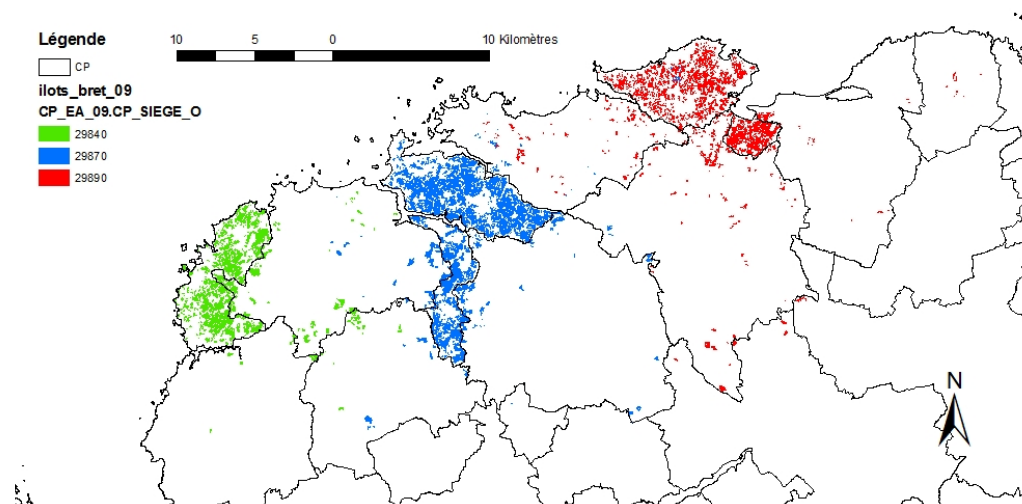 Légende
10 5 0 10 Kilomètres
CP
ilots_bret_09
CP_EA_09.CP_SIEGE_O
29840
29870
29890
N